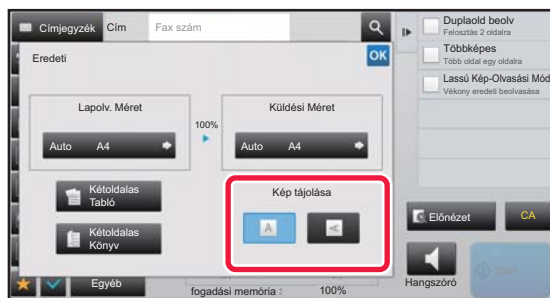 Címjegyzék Cím Fax szám
Eredeti OK
Lapolv. Méret
100%
Küldési Méret
Auto A4
Auto A4
Kétoldalas
Tabló
Kétoldalas
Könyv
Kép tájolása
A
A
Egyéb
fogadási memória : 100%
Duplaold beolv
Felosztás 2 oldalra
Többképes
Több oldal egy oldalra
Lassú Kép-Olvasási Mód
Vékony eredeti beolvasása
Előnézet
CA
Hangszóró
Start